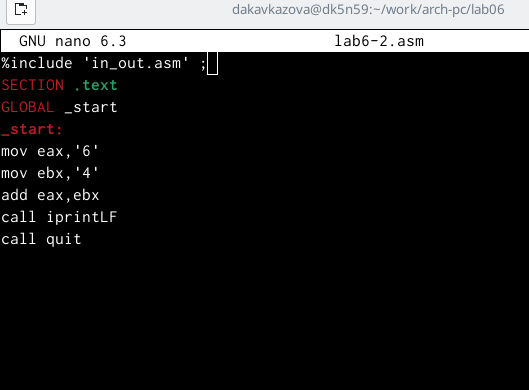 dakavkazova@dk5n59:~/work/arch-pc/lab06
GNU nano 6.3 lab6-2.asm
%include 'in_out.asm' ;
SECTION .text
GLOBAL _start
_start:
mov eax,'6'
mov ebx,'4'
add eax,ebx
call iprintLF
call quit